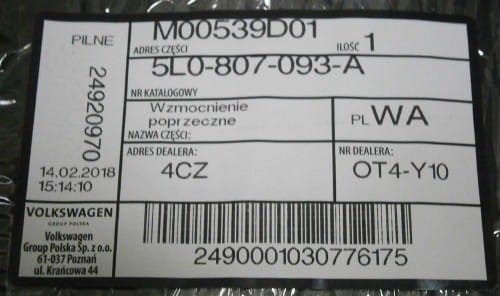 PILNE
M00539D01
ADRES CZĘŚCI
ILOŚĆ 1
5L0-807-093-A
NR KATALOGOWY
24920970
Wzmocnienie
poprzeczne
NAZWA CZĘŚCI:
PL WA
14.02.2018
15:14:10
ADRES DEALERA:
4CZ
NR DEALERA:
OT4-Y10
VOLKSWAGEN
GROUP POLSKA
Volkswagen
Group Polska Sp. z o.o.
61-037 Poznań
ul. Krańcowa 44
2490001030776175